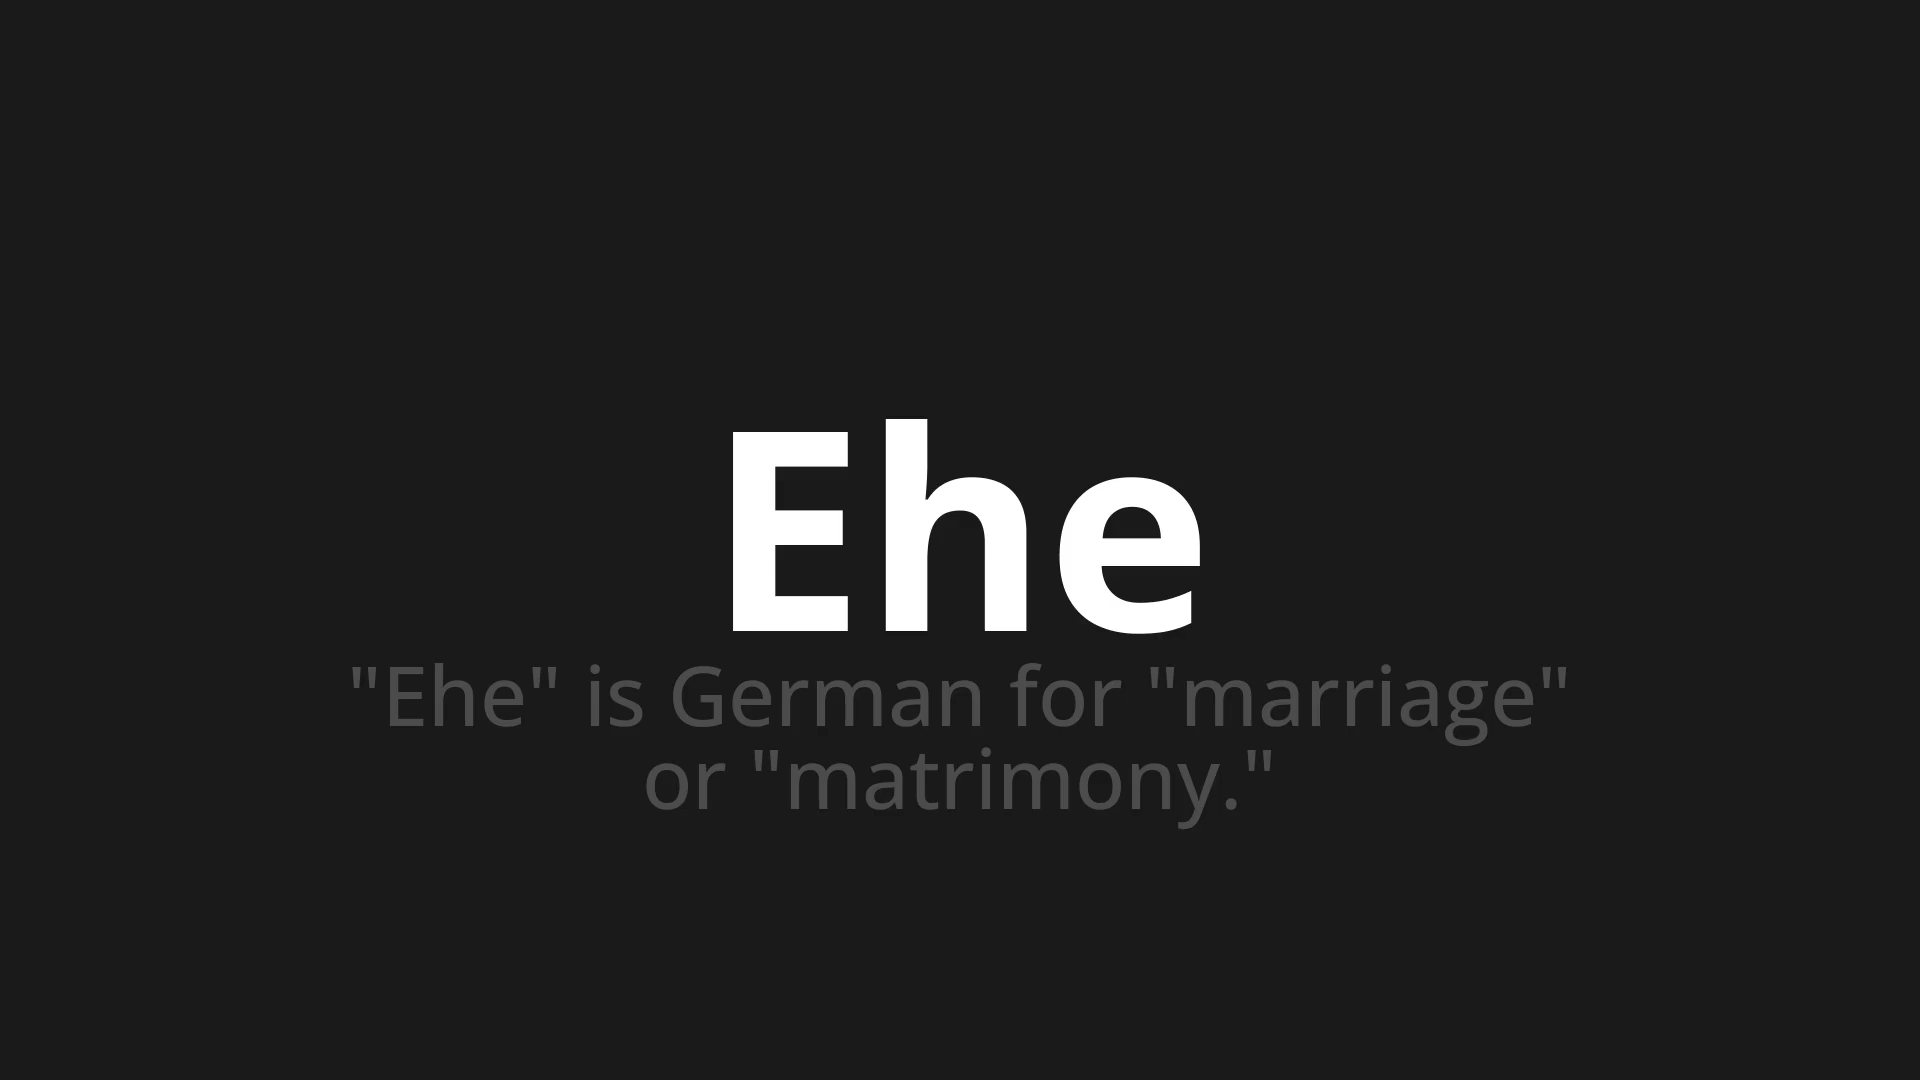 Ehe
"Ehe" is German for "marriage"
or "matrimony."